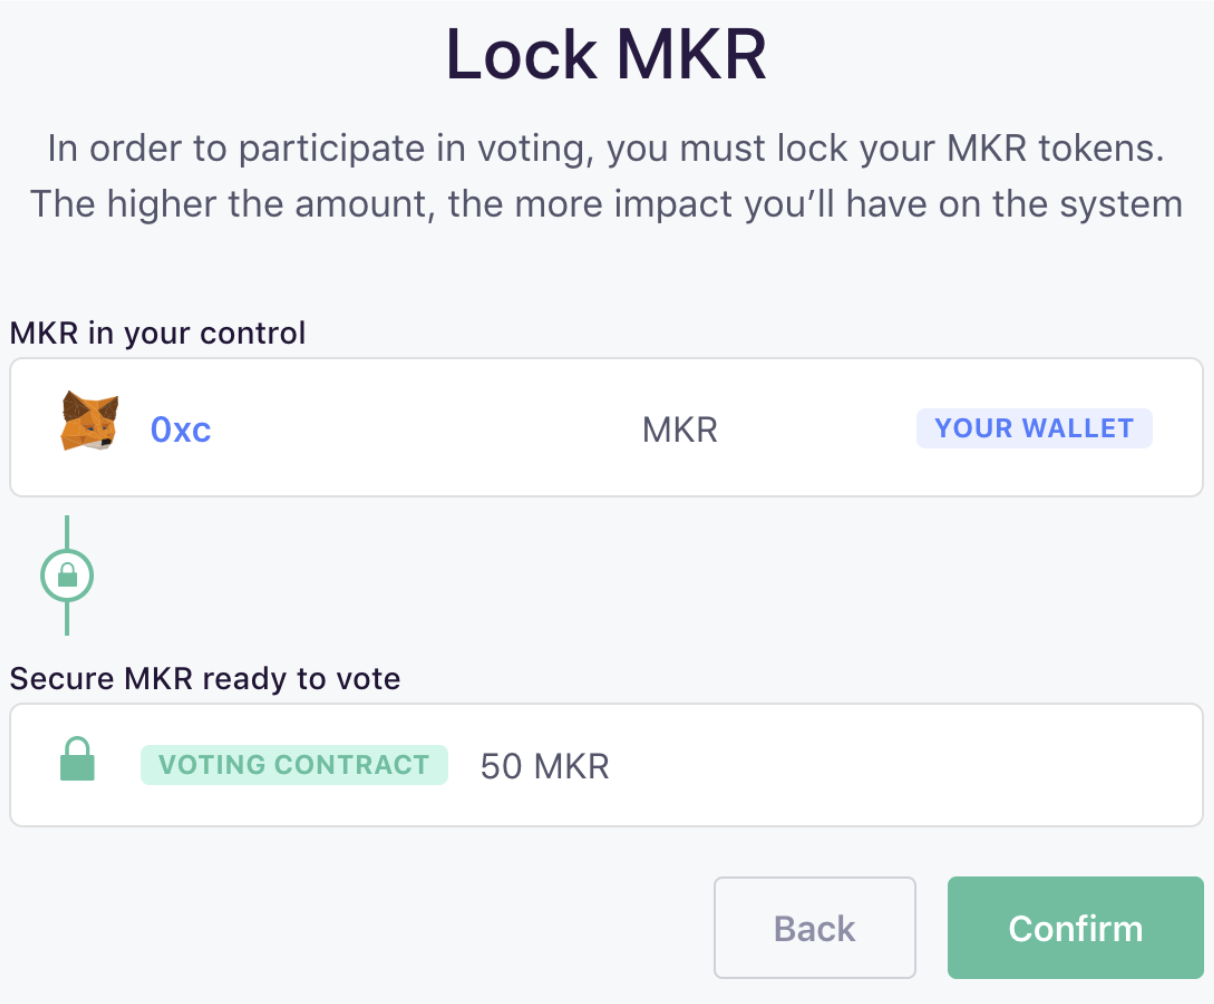 Lock MKR
In order to participate in voting, you must lock your MKR tokens.
The higher the amount, the more impact you’ll have on the system
MKR in your control
0xc MKR YOUR WALLET
Secure MKR ready to vote
VOTING CONTRACT 50 MKR
Back Confirm